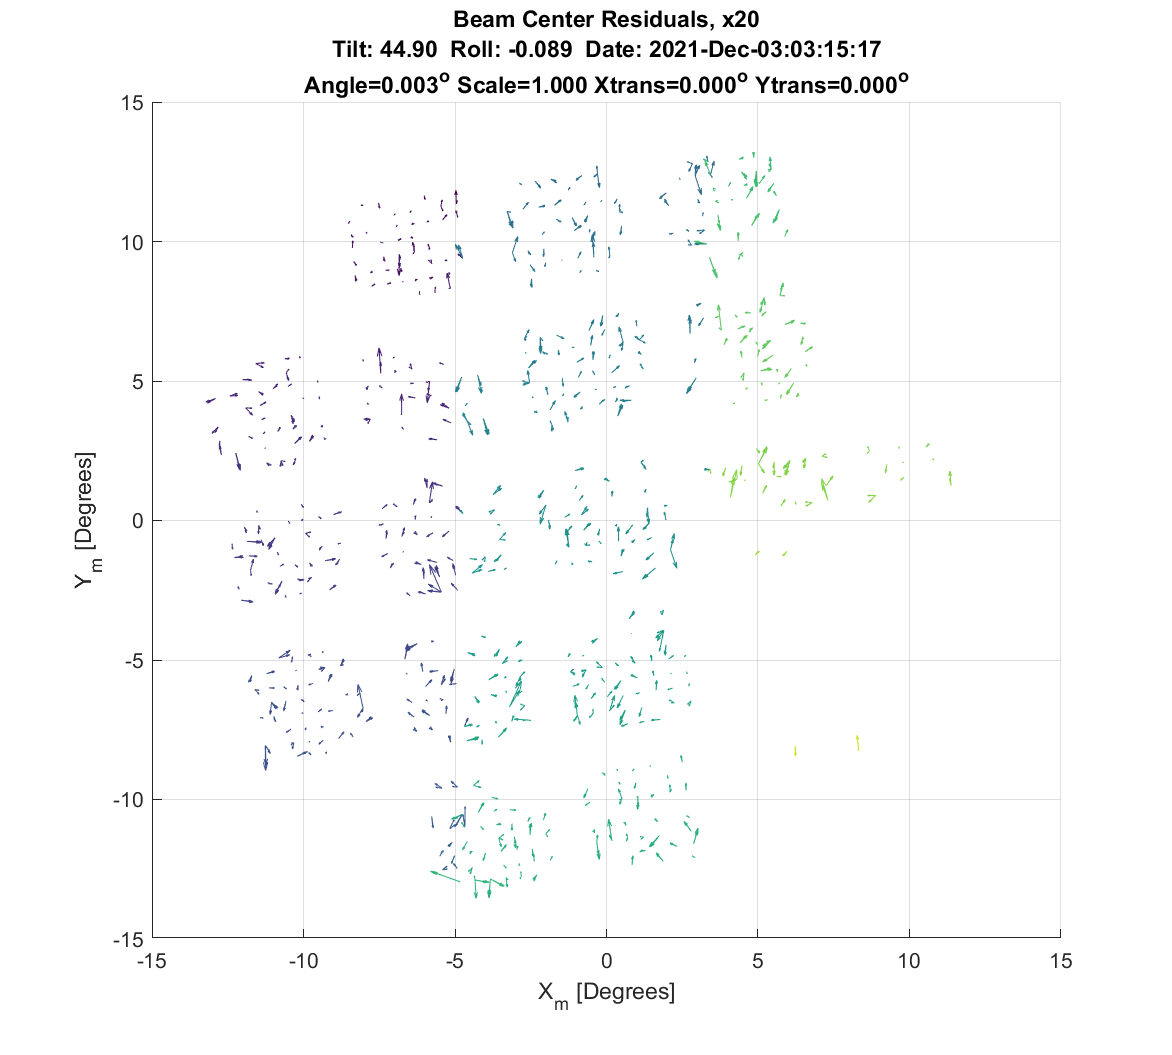 Beam Center Residuals, x20
Tilt: 44.90 Roll: -0.089 Date: 2021-Dec-03:03:15:17
Angle=0.003° Scale=1.000 Xtrans=0.000° Ytrans=0.000°
15
10
5
0
-5
-10
-15
Y_m [Degrees]
-15 -10 -5 0 5 10 15
X_m [Degrees]